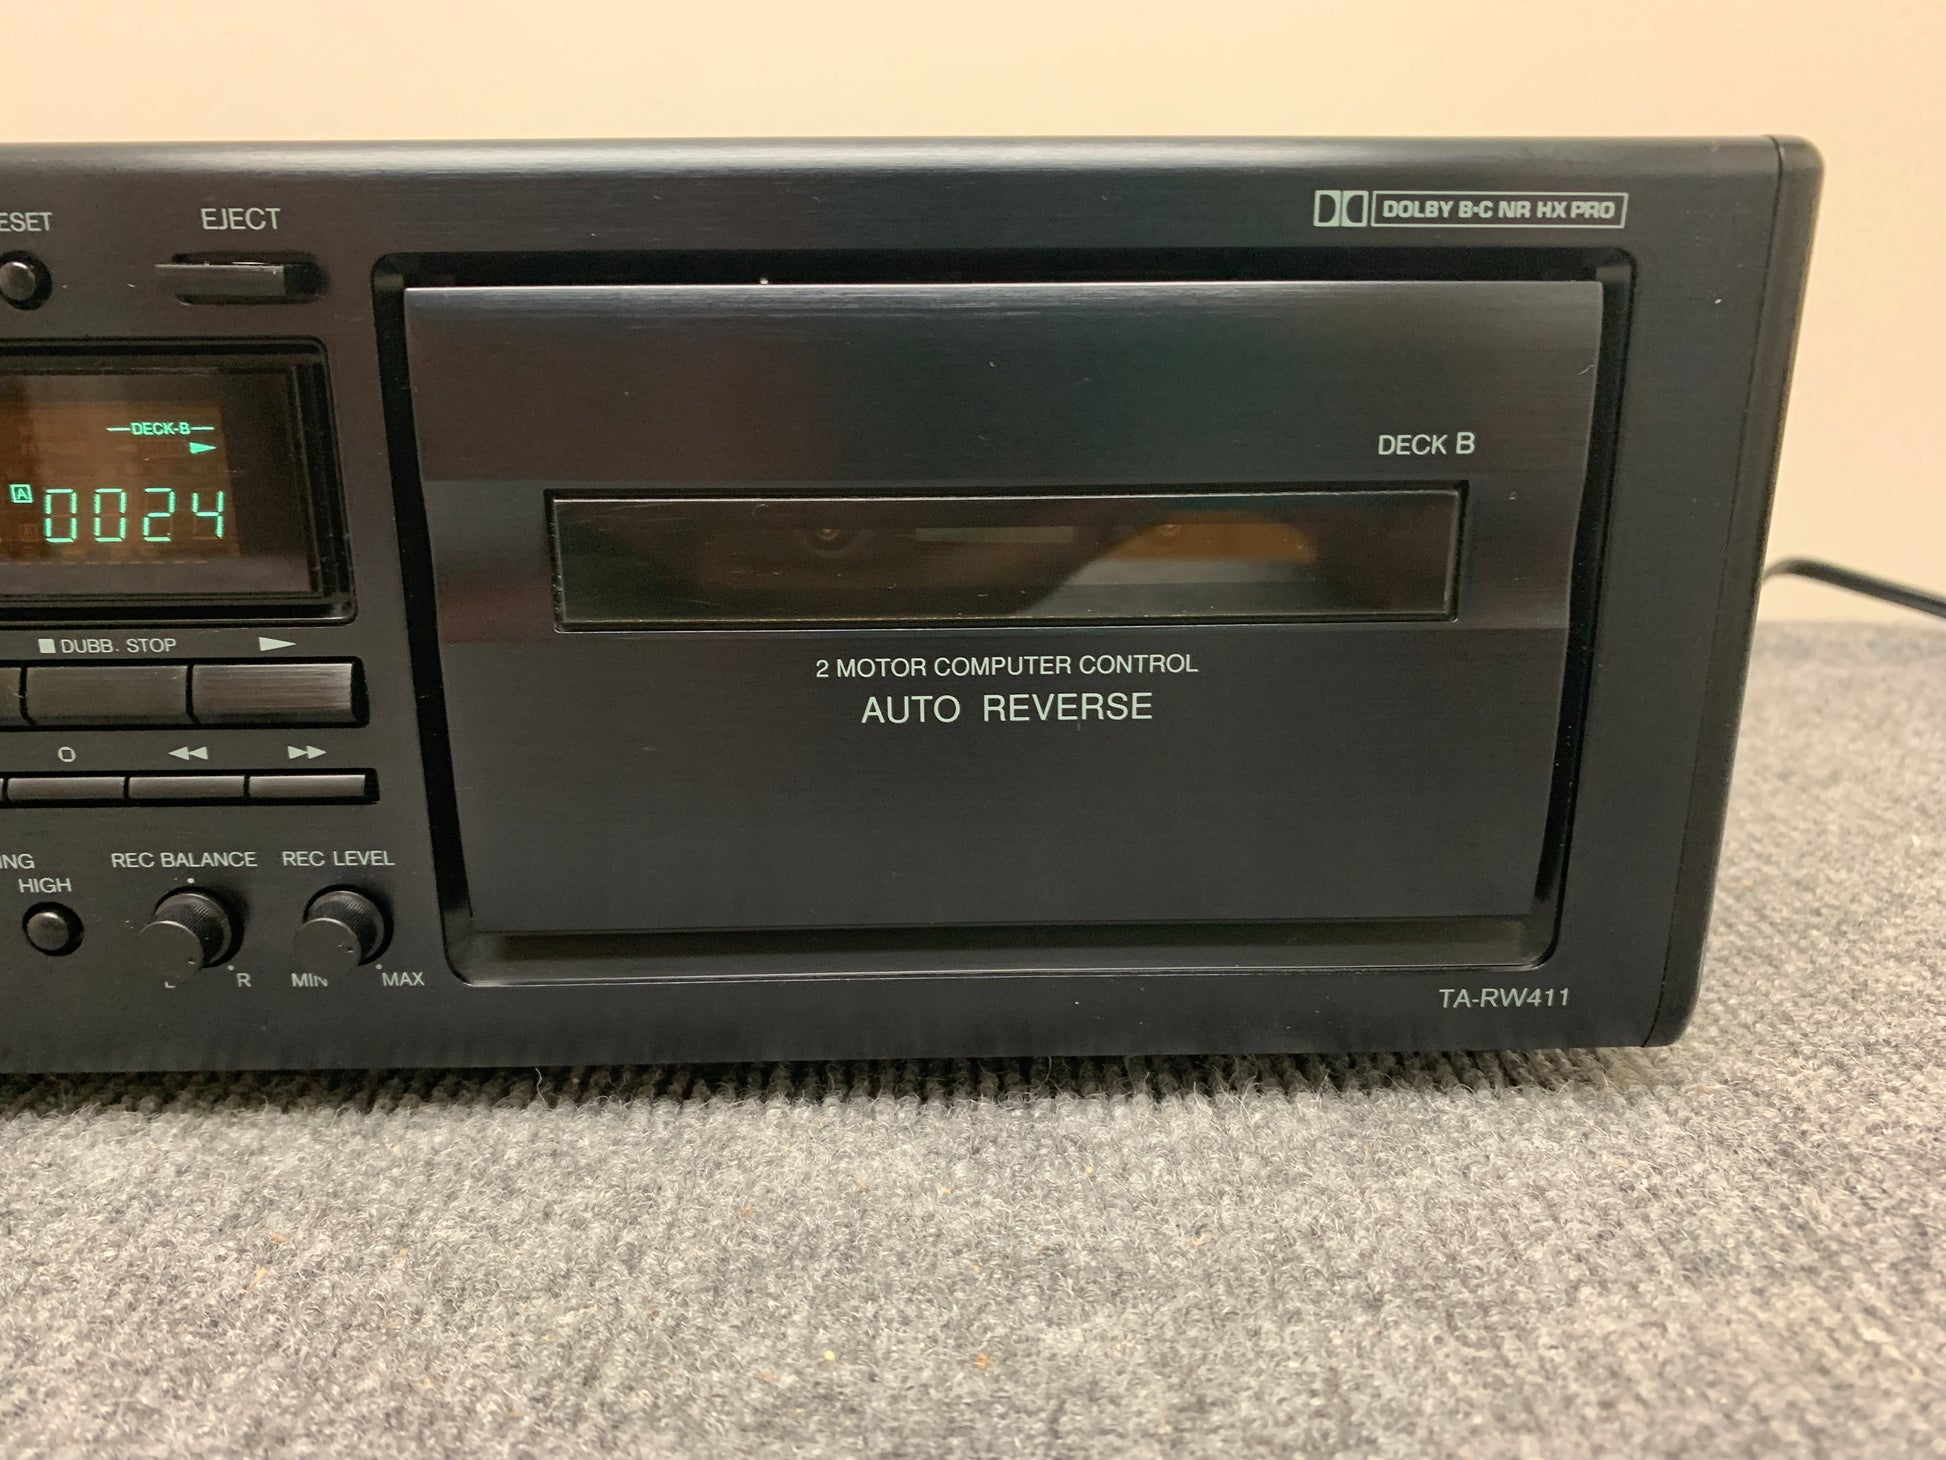 ESET
EJECT
DOLBY B·C NR HX PRO
DECK-B
A 0024
DECK B
■ DUBB. STOP
2 MOTOR COMPUTER CONTROL
AUTO REVERSE
ING
HIGH
REC BALANCE
REC LEVEL
L R
MIN MAX
TA-RW411